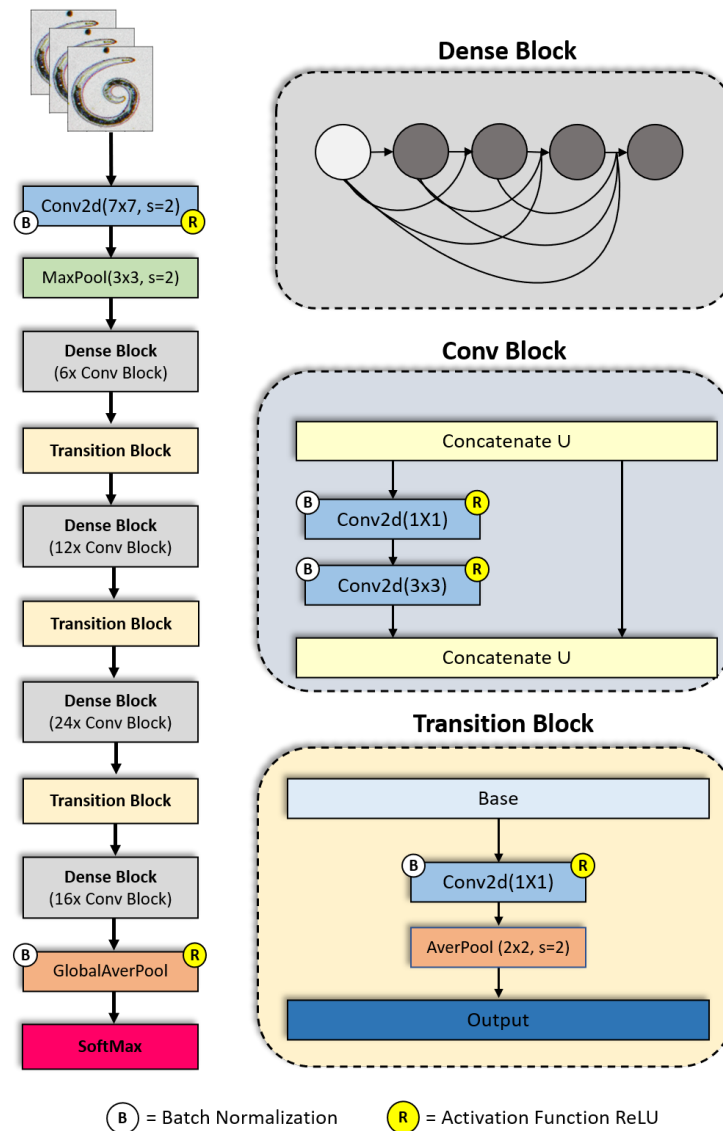 Conv2d(7x7, s=2)
B
R
MaxPool(3x3, s=2)
Dense Block
(6x Conv Block)
Transition Block
Dense Block
(12x Conv Block)
Transition Block
Dense Block
(24x Conv Block)
Transition Block
Dense Block
(16x Conv Block)
B
R
GlobalAverPool
SoftMax
Dense Block
Conv Block
Concatenate U
B
R
Conv2d(1X1)
B
R
Conv2d(3x3)
Concatenate U
Transition Block
Base
B
R
Conv2d(1X1)
AverPool (2x2, s=2)
Output
B = Batch Normalization
R = Activation Function ReLU